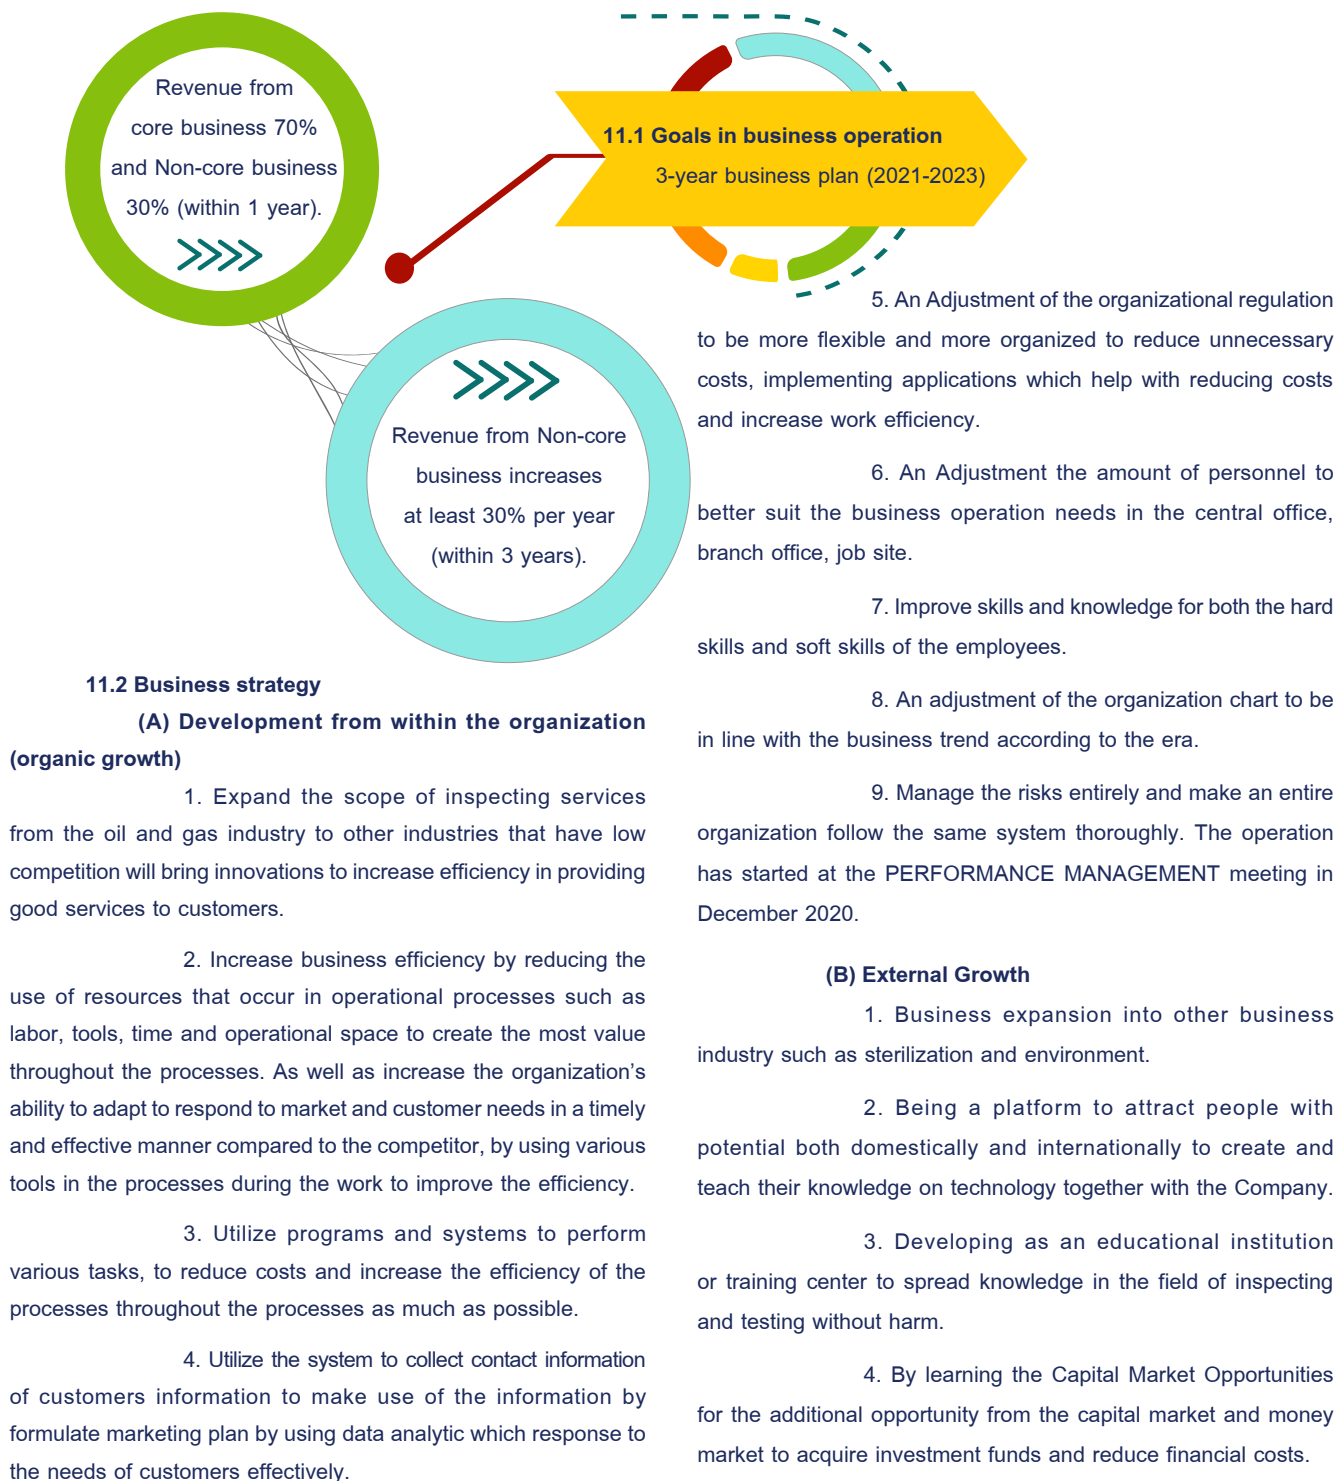 Revenue from
core business 70%
and Non-core business
30% (within 1 year).
11.1 Goals in business operation
3-year business plan (2021-2023)
Revenue from Non-core
business increases
at least 30% per year
(within 3 years).
11.2 Business strategy
(A) Development from within the organization
(organic growth)
1. Expand the scope of inspecting services
from the oil and gas industry to other industries that have low
competition will bring innovations to increase efficiency in providing
good services to customers.
2. Increase business efficiency by reducing the
use of resources that occur in operational processes such as
labor, tools, time and operational space to create the most value
throughout the processes. As well as increase the organization’s
ability to adapt to respond to market and customer needs in a timely
and effective manner compared to the competitor, by using various
tools in the processes during the work to improve the efficiency.
3. Utilize programs and systems to perform
various tasks, to reduce costs and increase the efficiency of the
processes throughout the processes as much as possible.
4. Utilize the system to collect contact information
of customers information to make use of the information by
formulate marketing plan by using data analytic which response to
the needs of customers effectively.
5. An Adjustment of the organizational regulation
to be more flexible and more organized to reduce unnecessary
costs, implementing applications which help with reducing costs
and increase work efficiency.
6. An Adjustment the amount of personnel to
better suit the business operation needs in the central office,
branch office, job site.
7. Improve skills and knowledge for both the hard
skills and soft skills of the employees.
8. An adjustment of the organization chart to be
in line with the business trend according to the era.
9. Manage the risks entirely and make an entire
organization follow the same system thoroughly. The operation
has started at the PERFORMANCE MANAGEMENT meeting in
December 2020.
(B) External Growth
1. Business expansion into other business
industry such as sterilization and environment.
2. Being a platform to attract people with
potential both domestically and internationally to create and
teach their knowledge on technology together with the Company.
3. Developing as an educational institution
or training center to spread knowledge in the field of inspecting
and testing without harm.
4. By learning the Capital Market Opportunities
for the additional opportunity from the capital market and money
market to acquire investment funds and reduce financial costs.